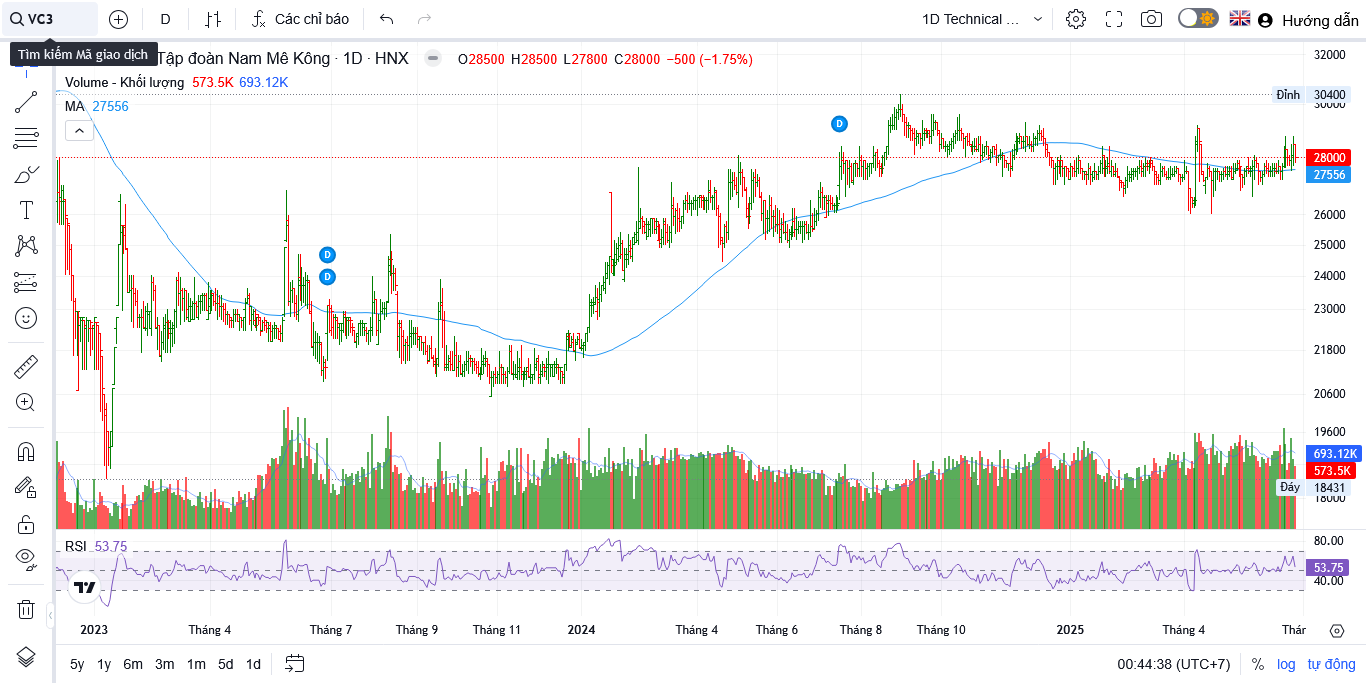 VC3
D
Các chỉ báo
1D Technical ...
Hướng dẫn
Tìm kiếm Mã giao dịch
Tập đoàn Nam Mê Kông · 1D · HNX
O28500 H28500 L27800 C28000 −500 (−1.75%)
Volume - Khối lượng 573.5K 693.12K
MA 27556
D
D
D
32000
Đỉnh 30400
30000
28000
27556
26000
25000
24000
23000
21800
20600
19600
693.12K
573.5K
Đáy 18431
18000
RSI 53.75
80.00
53.75
40.00
2023 Tháng 4 Tháng 7 Tháng 9 Tháng 11 2024 Tháng 4 Tháng 6 Tháng 8 Tháng 10 2025 Tháng 4 Thár
5y 1y 6m 3m 1m 5d 1d
00:44:38 (UTC+7) % log tự động